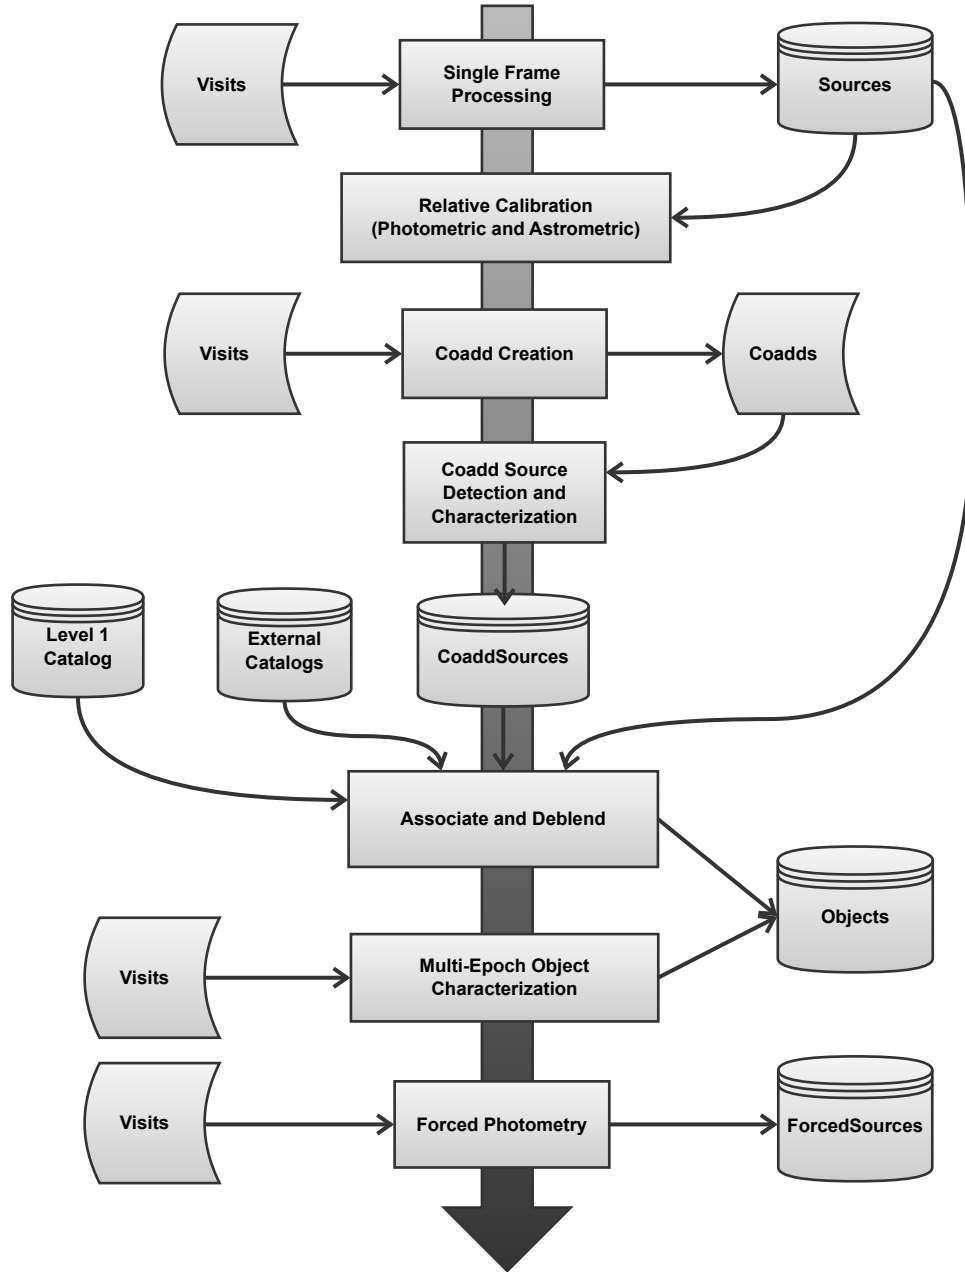 Visits
Single Frame
Processing
Sources
Relative Calibration
(Photometric and Astrometric)
Visits
Coadd Creation
Coadds
Coadd Source
Detection and
Characterization
Level 1
Catalog
External
Catalogs
CoaddSources
Associate and Deblend
Objects
Visits
Multi-Epoch Object
Characterization
Visits
Forced Photometry
ForcedSources